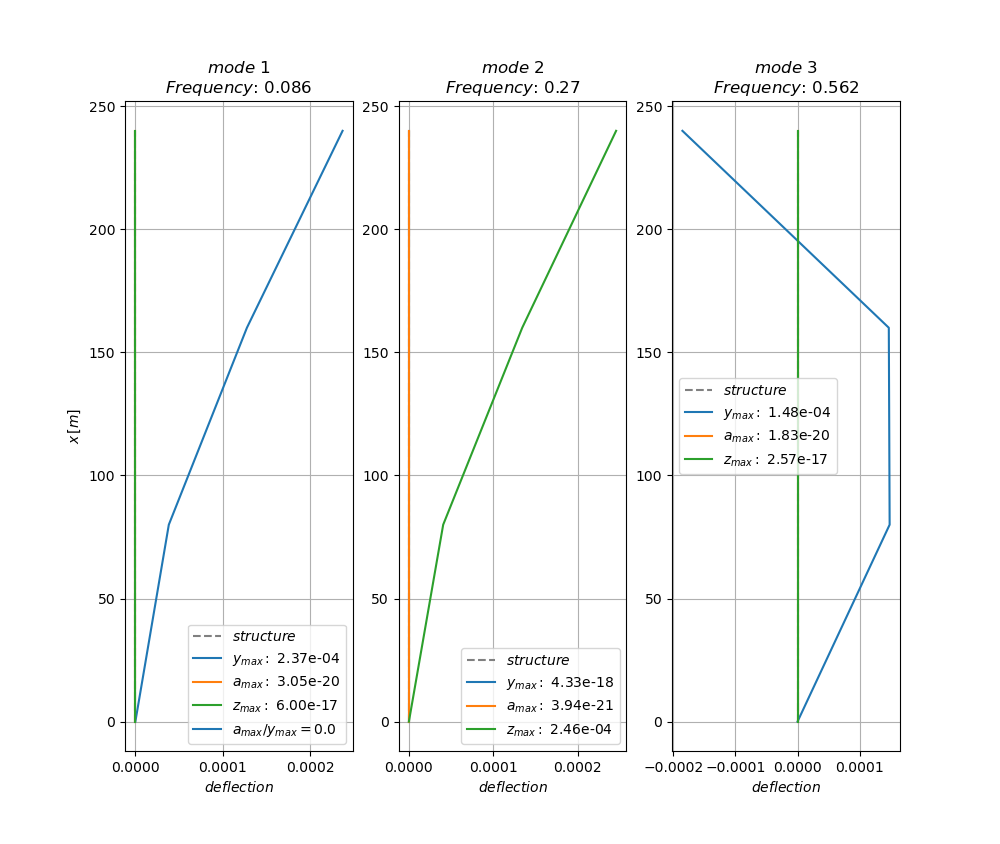 mode 1
Frequency: 0.086
250
200
150
100
50
0
x [m]
0.0000 0.0001 0.0002
deflection
structure
y_max : 2.37e-04
a_max : 3.05e-20
z_max : 6.00e-17
a_max/y_max = 0.0
mode 2
Frequency: 0.27
250
200
150
100
50
0
0.0000 0.0001 0.0002
deflection
structure
y_max : 4.33e-18
a_max : 3.94e-21
z_max : 2.46e-04
mode 3
Frequency: 0.562
250
200
150
100
50
0
−0.0002 −0.0001 0.0000 0.0001
deflection
structure
y_max : 1.48e-04
a_max : 1.83e-20
z_max : 2.57e-17